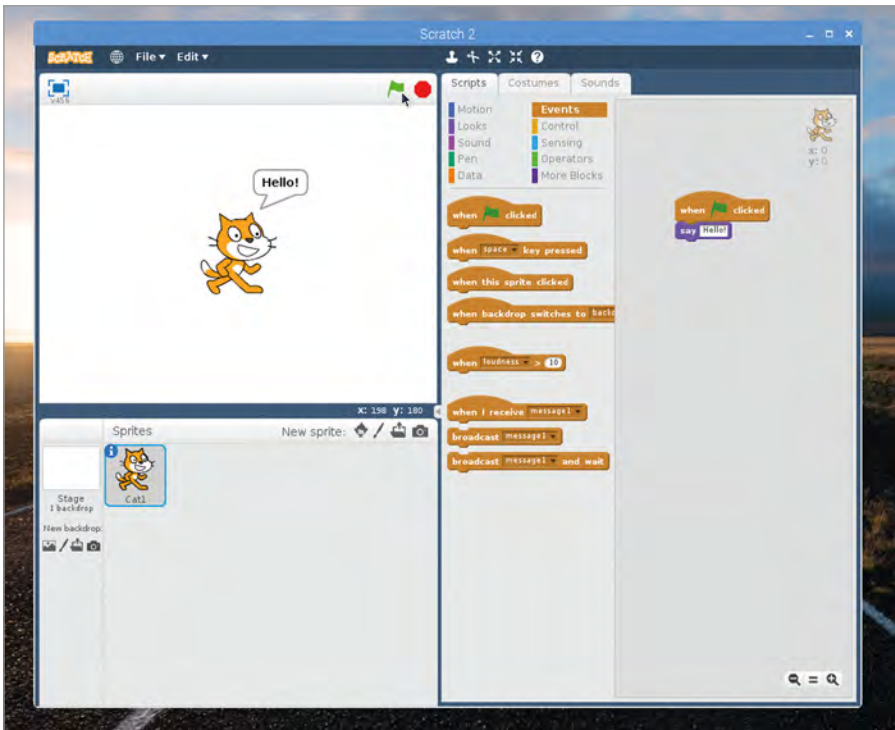 Scratch 2
SCRATCH File Edit
v456
Hello!
x: 198 y: 180
Sprites New sprite:
Stage
1 backdrop
New backdrop:
Cat1
Scripts Costumes Sounds
Motion Events
Looks Control
Sound Sensing
Pen Operators
Data More Blocks
when clicked
when space key pressed
when this sprite clicked
when backdrop switches to
when loudness > 10
when I receive message1
broadcast message1
broadcast message1 and wait
x: 0
y: 0
when clicked
say Hello!